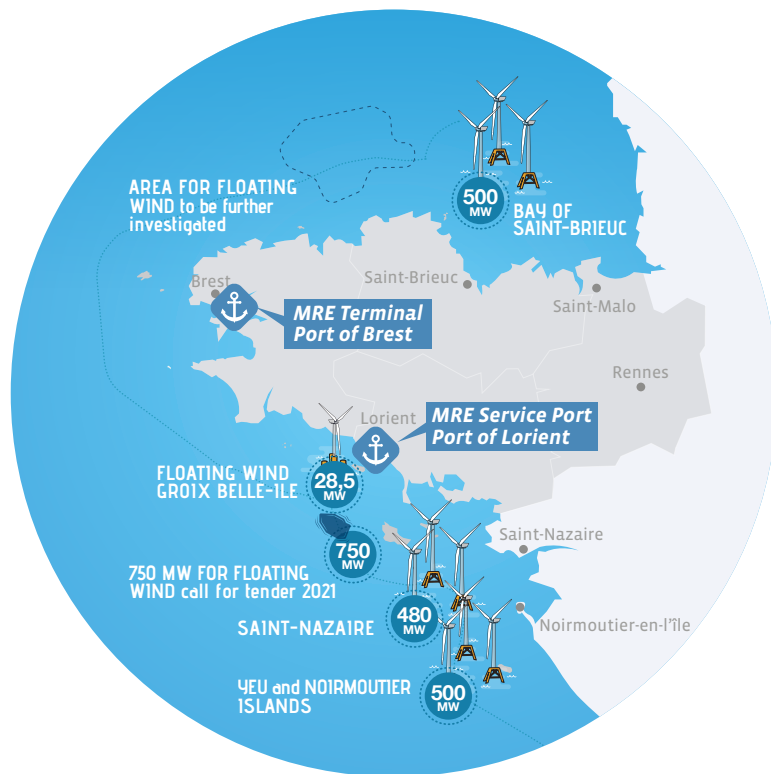 AREA FOR FLOATING
WIND to be further
investigated
500
MW
BAY OF
SAINT-BRIEUC
Brest
Saint-Brieuc
Saint-Malo
MRE Terminal
Port of Brest
Rennes
Lorient
MRE Service Port
Port of Lorient
FLOATING WIND
GROIX BELLE-ILE
28,5
MW
Saint-Nazaire
750
MW
750 MW FOR FLOATING
WIND call for tender 2021
SAINT-NAZAIRE
480
MW
Noirmoutier-en-l'île
YEU and NOIRMOUTIER
ISLANDS
500
MW